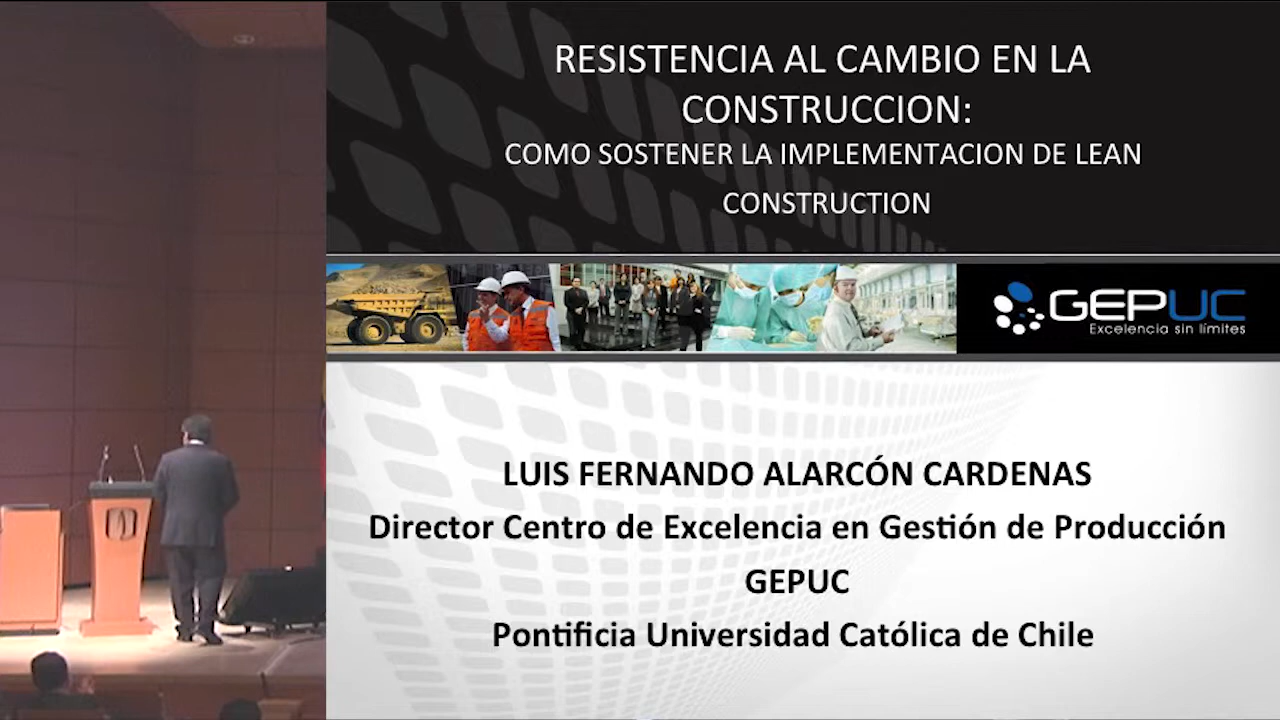 RESISTENCIA AL CAMBIO EN LA
CONSTRUCCION:
COMO SOSTENER LA IMPLEMENTACION DE LEAN
CONSTRUCTION
GEPUC
Excelencia sin límites
LUIS FERNANDO ALARCÓN CARDENAS
Director Centro de Excelencia en Gestión de Producción
GEPUC
Pontificia Universidad Católica de Chile